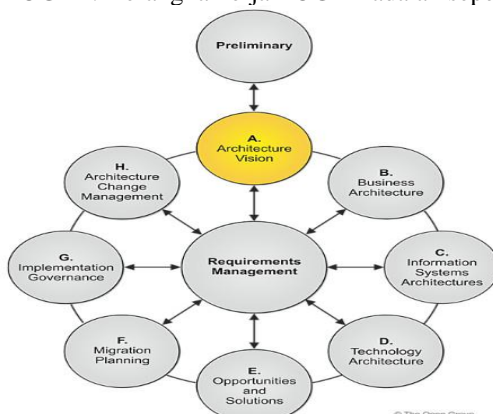 Preliminary
A.
Architecture
Vision
B.
Business
Architecture
C.
Information
Systems
Architectures
D.
Technology
Architecture
E.
Opportunities
and
Solutions
F.
Migration
Planning
G.
Implementation
Governance
H.
Architecture
Change
Management
Requirements
Management